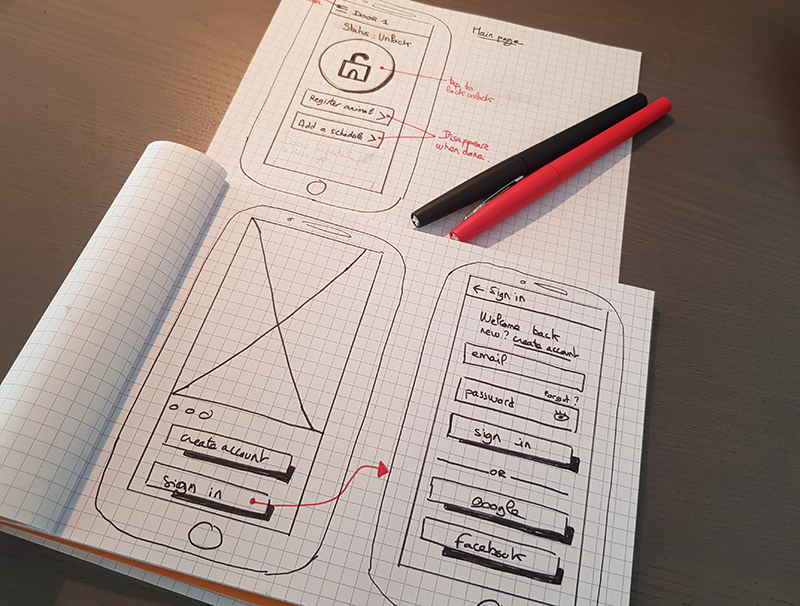 DOOR 1
Main page
Status: Unlock
tap to
lock unlock
Register animal >
Add a schedule >
Disappear
when done.
create account
Sign in
← Sign in
Welcome back
new? create account
email
Forgot?
password
sign in
OR
google
facebook